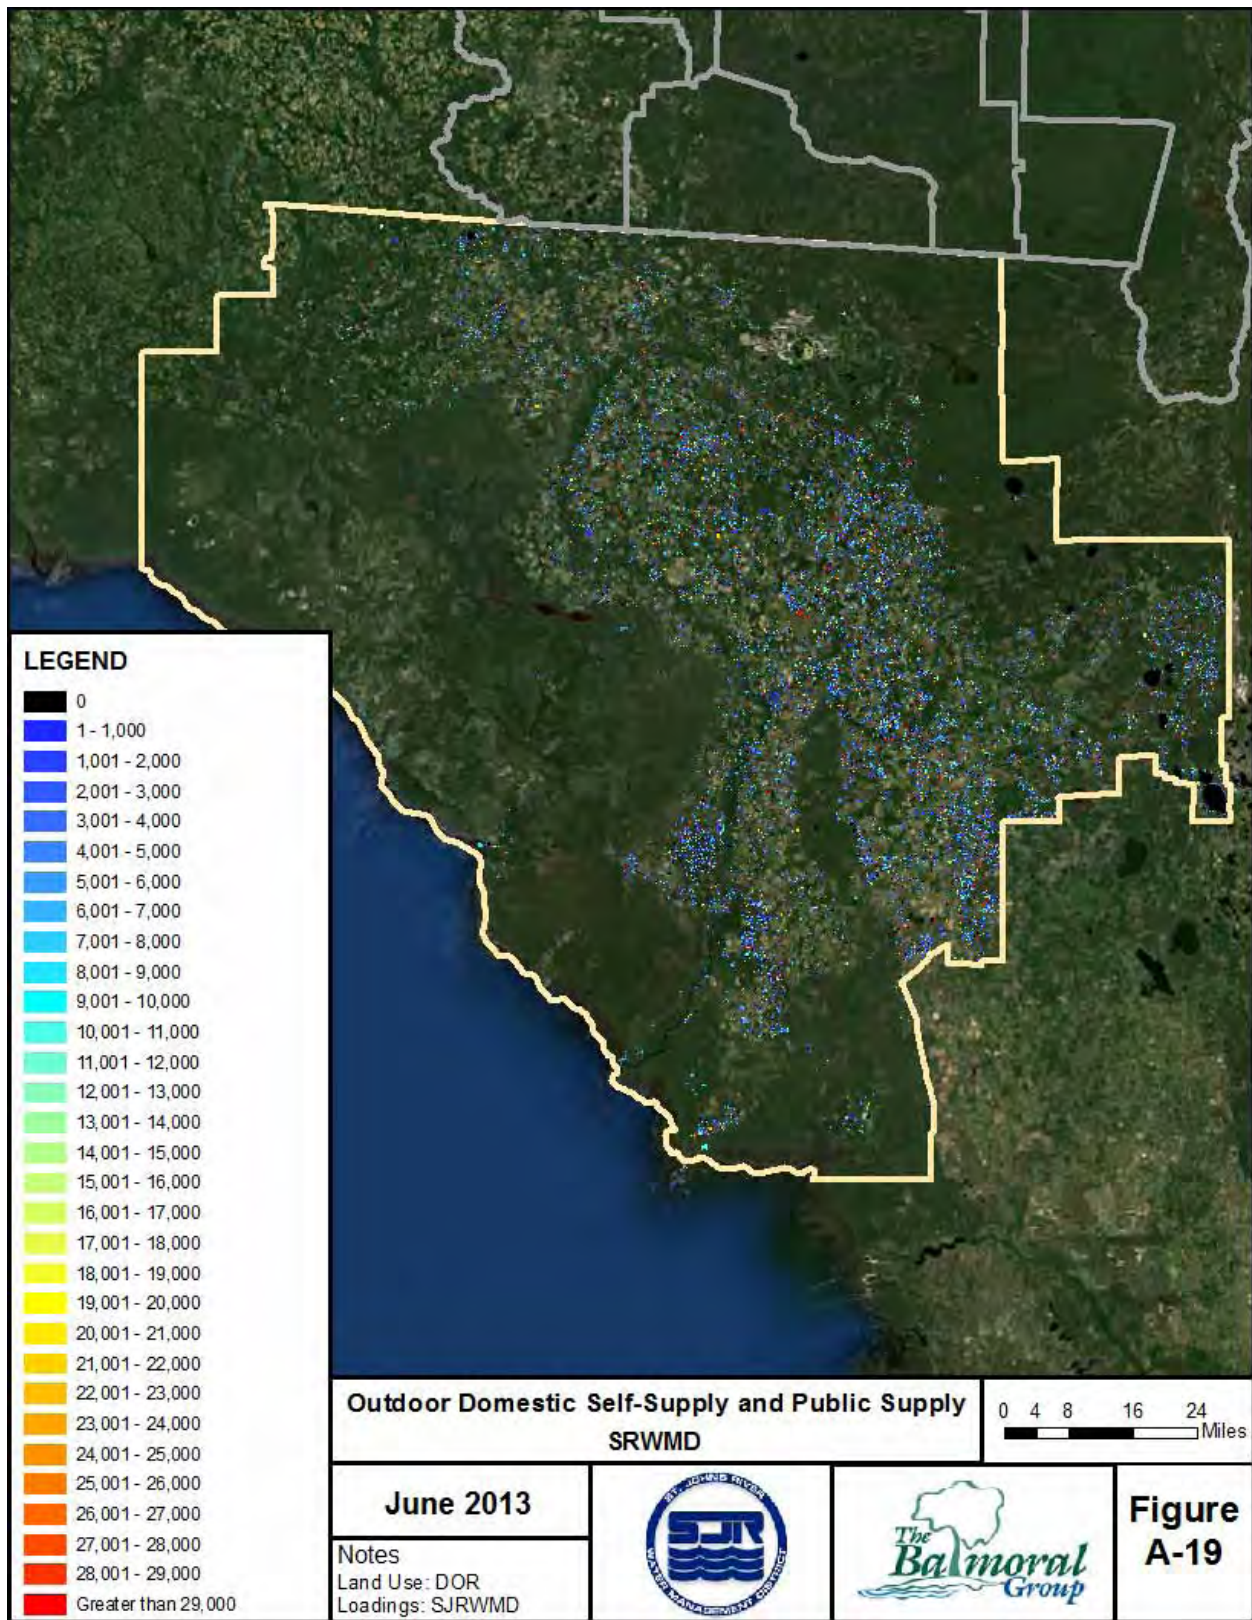 LEGEND
0
1 - 1,000
1,001 - 2,000
2,001 - 3,000
3,001 - 4,000
4,001 - 5,000
5,001 - 6,000
6,001 - 7,000
7,001 - 8,000
8,001 - 9,000
9,001 - 10,000
10,001 - 11,000
11,001 - 12,000
12,001 - 13,000
13,001 - 14,000
14,001 - 15,000
15,001 - 16,000
16,001 - 17,000
17,001 - 18,000
18,001 - 19,000
19,001 - 20,000
20,001 - 21,000
21,001 - 22,000
22,001 - 23,000
23,001 - 24,000
24,001 - 25,000
25,001 - 26,000
26,001 - 27,000
27,001 - 28,000
28,001 - 29,000
Greater than 29,000
Outdoor Domestic Self-Supply and Public Supply
SRWMD
0 4 8 16 24
Miles
June 2013
Notes
Land Use: DOR
Loadings: SJRWMD
ST. JOHNS RIVER
SJR
WATER MANAGEMENT DISTRICT
The
Balmoral
Group
Figure
A-19